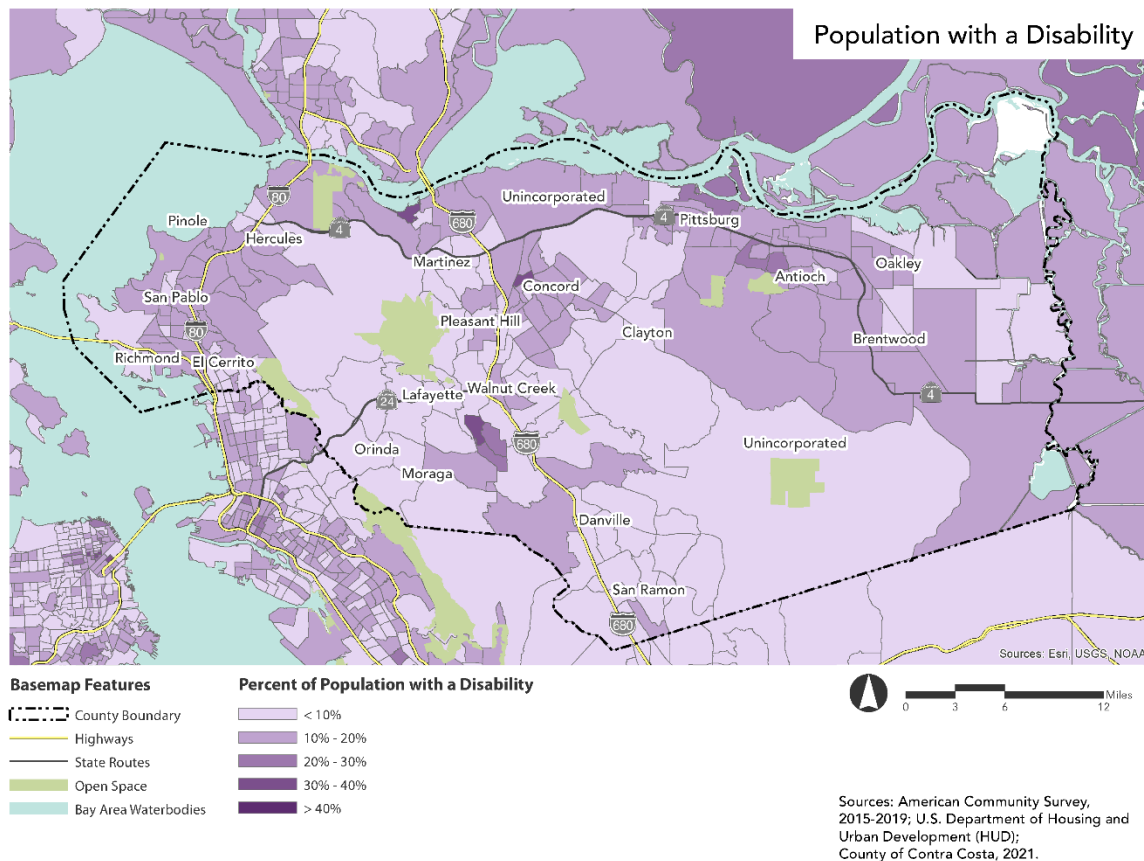 Population with a Disability
80
Unincorporated
Pinole
680
4
Pittsburg
Hercules
4
Martinez
Antioch
Oakley
Concord
San Pablo
Pleasant Hill
Clayton
80
Brentwood
Richmond
El Cerrito
Walnut Creek
Lafayette
24
4
680
Unincorporated
Orinda
Moraga
Danville
San Ramon
680
Sources: Esri, USGS, NOAA
Basemap Features
County Boundary
Highways
State Routes
Open Space
Bay Area Waterbodies
Percent of Population with a Disability
< 10%
10% - 20%
20% - 30%
30% - 40%
> 40%
Miles
0 3 6 12
Sources: American Community Survey,
2015-2019; U.S. Department of Housing and
Urban Development (HUD);
County of Contra Costa, 2021.